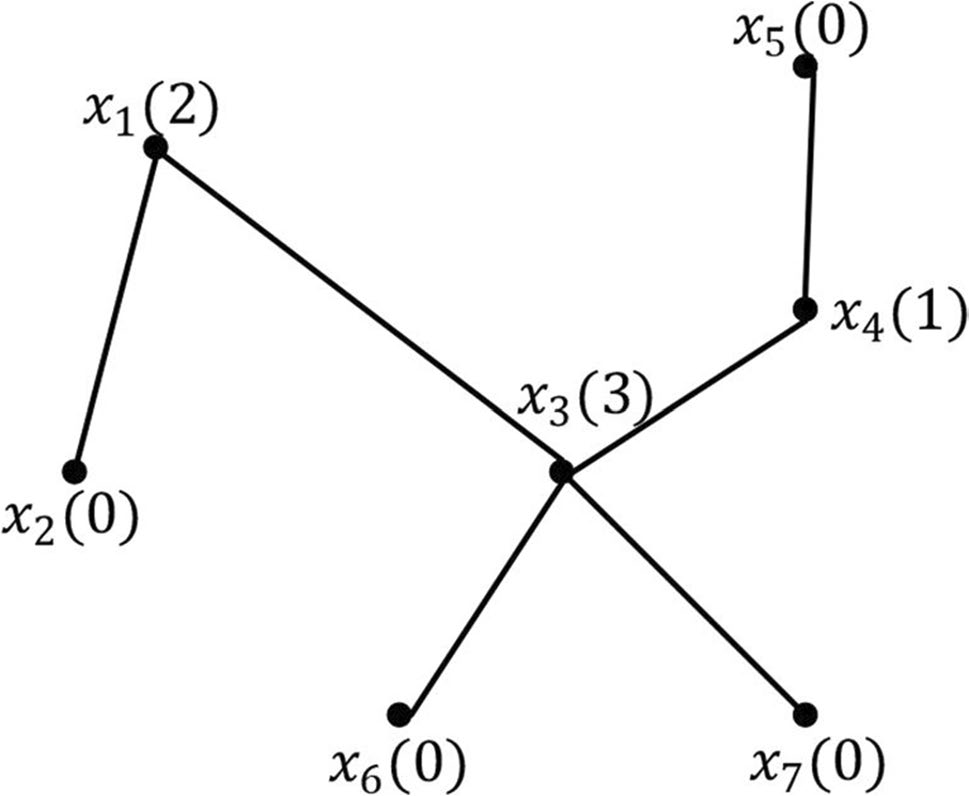 x₅(0)
x₁(2)
x₄(1)
x₃(3)
x₂(0)
x₆(0)
x₇(0)